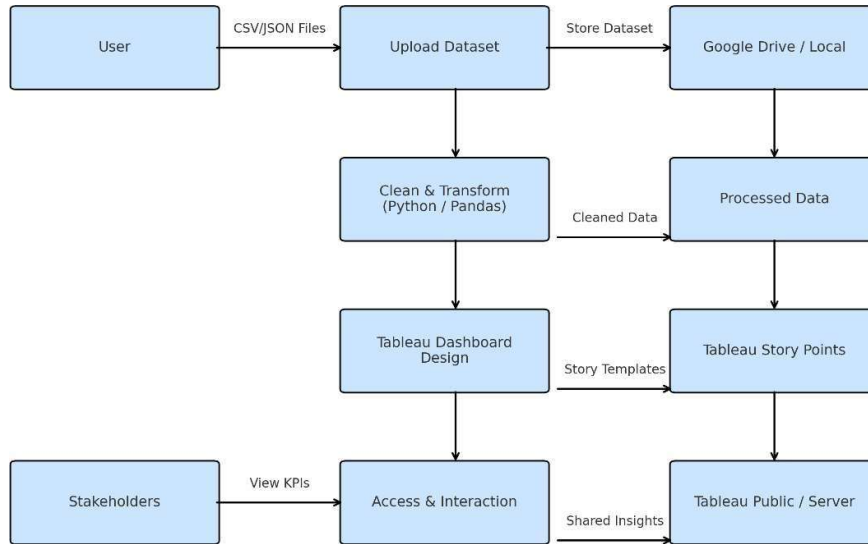 User
CSV/JSON Files
Upload Dataset
Store Dataset
Google Drive / Local
Clean & Transform
(Python / Pandas)
Cleaned Data
Processed Data
Tableau Dashboard
Design
Story Templates
Tableau Story Points
Stakeholders
View KPIs
Access & Interaction
Shared Insights
Tableau Public / Server